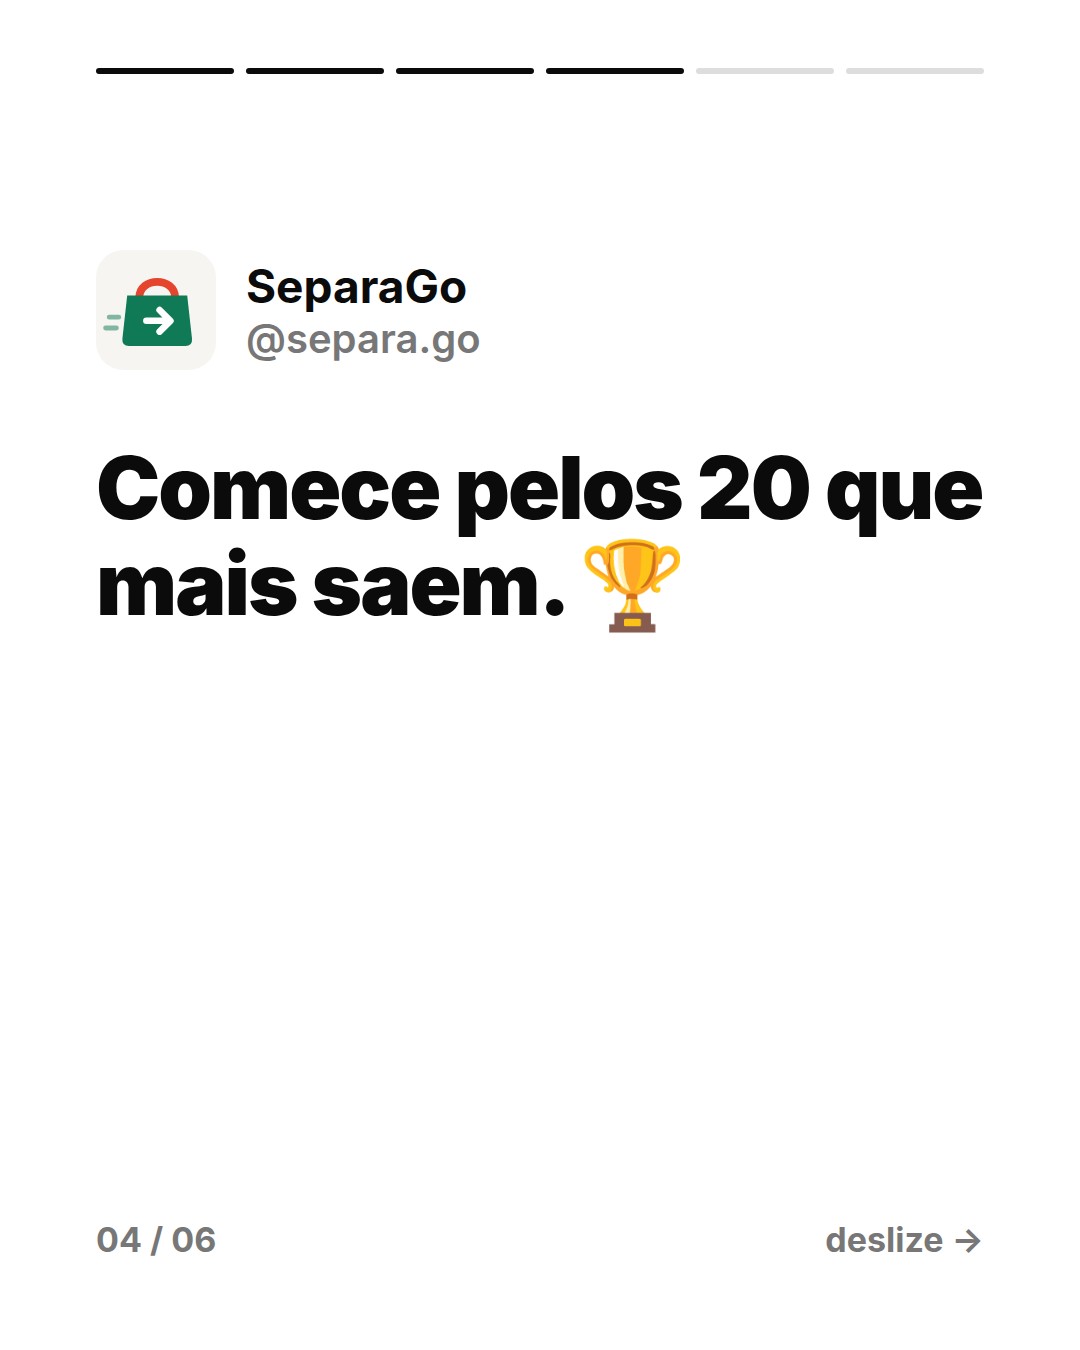 SeparaGo
@separa.go
Comece pelos 20 que
mais saem. 🏆
04 / 06
deslize →